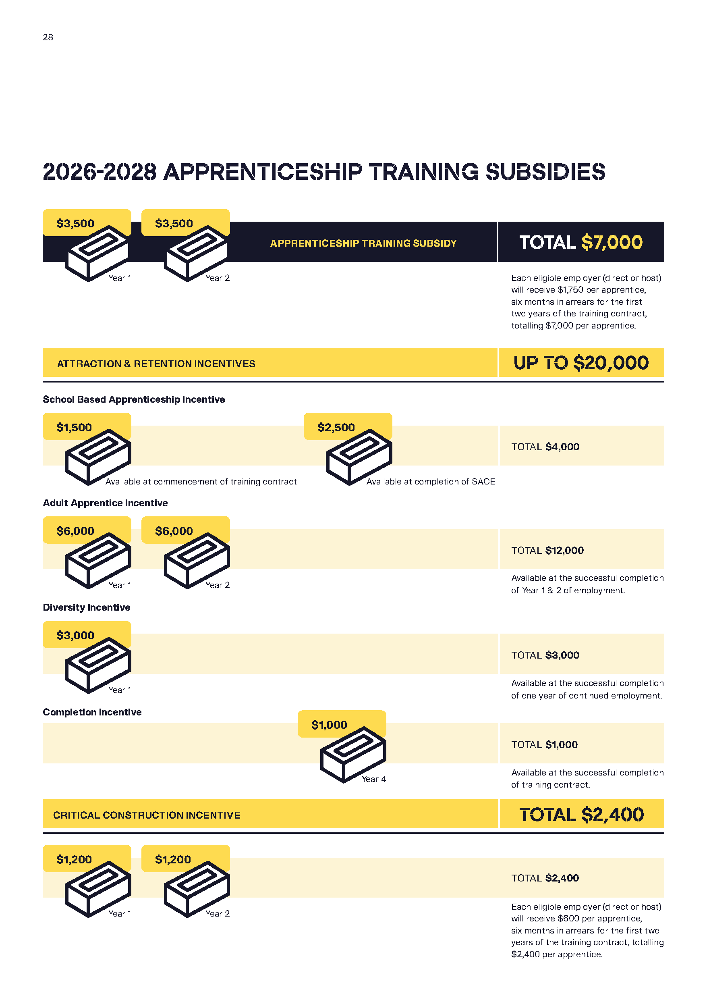 28
2026-2028 APPRENTICESHIP TRAINING SUBSIDIES
$3,500 $3,500
APPRENTICESHIP TRAINING SUBSIDY
TOTAL $7,000
Year 1 Year 2
Each eligible employer (direct or host)
will receive $1,750 per apprentice,
six months in arrears for the first
two years of the training contract,
totalling $7,000 per apprentice.
ATTRACTION & RETENTION INCENTIVES
UP TO $20,000
School Based Apprenticeship Incentive
$1,500 $2,500
TOTAL $4,000
Available at commencement of training contract Available at completion of SACE
Adult Apprentice Incentive
$6,000 $6,000
TOTAL $12,000
Year 1 Year 2
Available at the successful completion
of Year 1 & 2 of employment.
Diversity Incentive
$3,000
TOTAL $3,000
Year 1
Available at the successful completion
of one year of continued employment.
Completion Incentive
$1,000
TOTAL $1,000
Year 4
Available at the successful completion
of training contract.
CRITICAL CONSTRUCTION INCENTIVE
TOTAL $2,400
$1,200 $1,200
TOTAL $2,400
Year 1 Year 2
Each eligible employer (direct or host)
will receive $600 per apprentice,
six months in arrears for the first two
years of the training contract, totalling
$2,400 per apprentice.